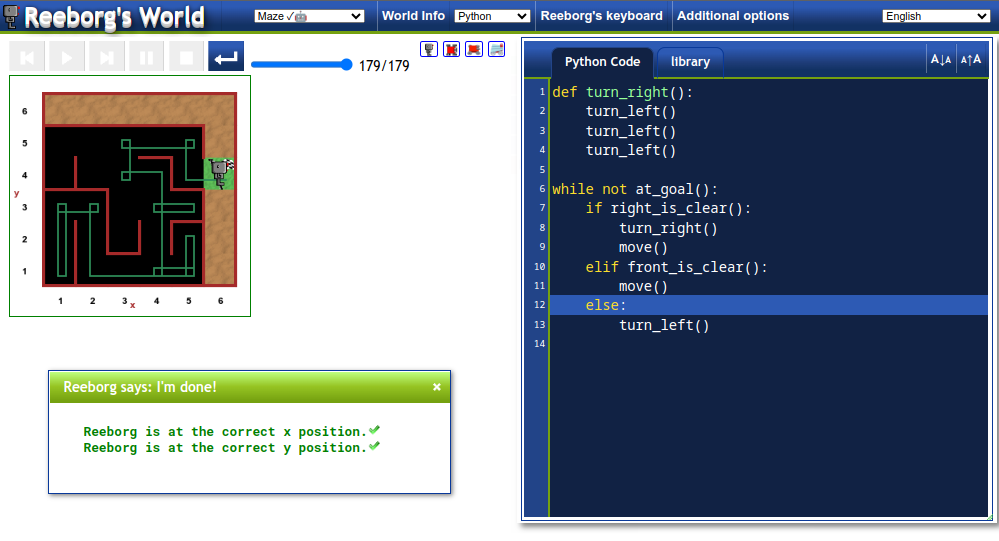 Reeborg's World
Maze ✓🤖
World Info
Python
Reeborg's keyboard
Additional options
English
179/179
Python Code
library
A↓A
A↑A
6
5
4
y
3
2
1
1 2 3 x 4 5 6
1 def turn_right():
2     turn_left()
3     turn_left()
4     turn_left()
5
6 while not at_goal():
7     if right_is_clear():
8         turn_right()
9         move()
10     elif front_is_clear():
11         move()
12     else:
13         turn_left()
14
Reeborg says: I'm done! ×
Reeborg is at the correct x position.✔
Reeborg is at the correct y position.✔